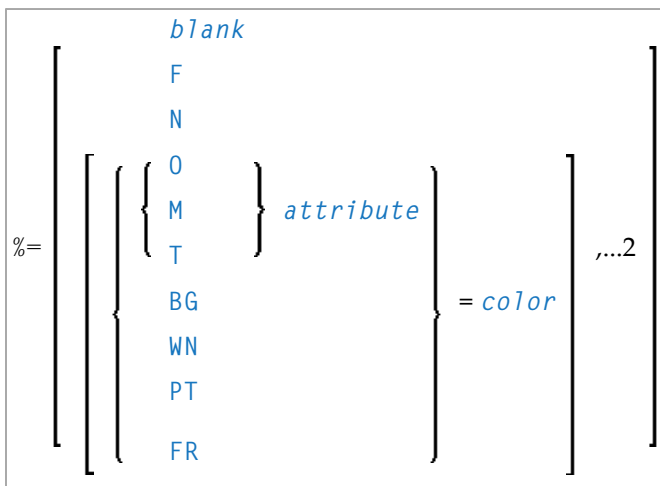 blank
F
N
O
M attribute
%= ,...2
T
BG = color
WN
PT
FR